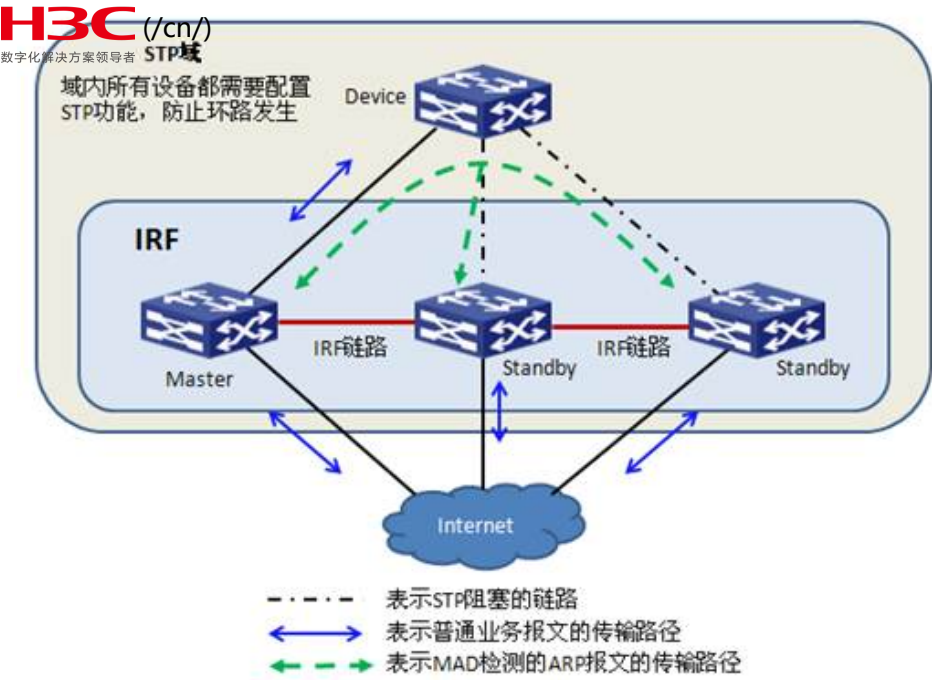 H3C (/cn/)
数字化解决方案领导者
STP域
域内所有设备都需要配置
STP功能，防止环路发生
Device
IRF
IRF链路
IRF链路
Master
Standby
Standby
Internet
表示STP阻塞的链路
表示普通业务报文的传输路径
表示MAD检测的ARP报文的传输路径